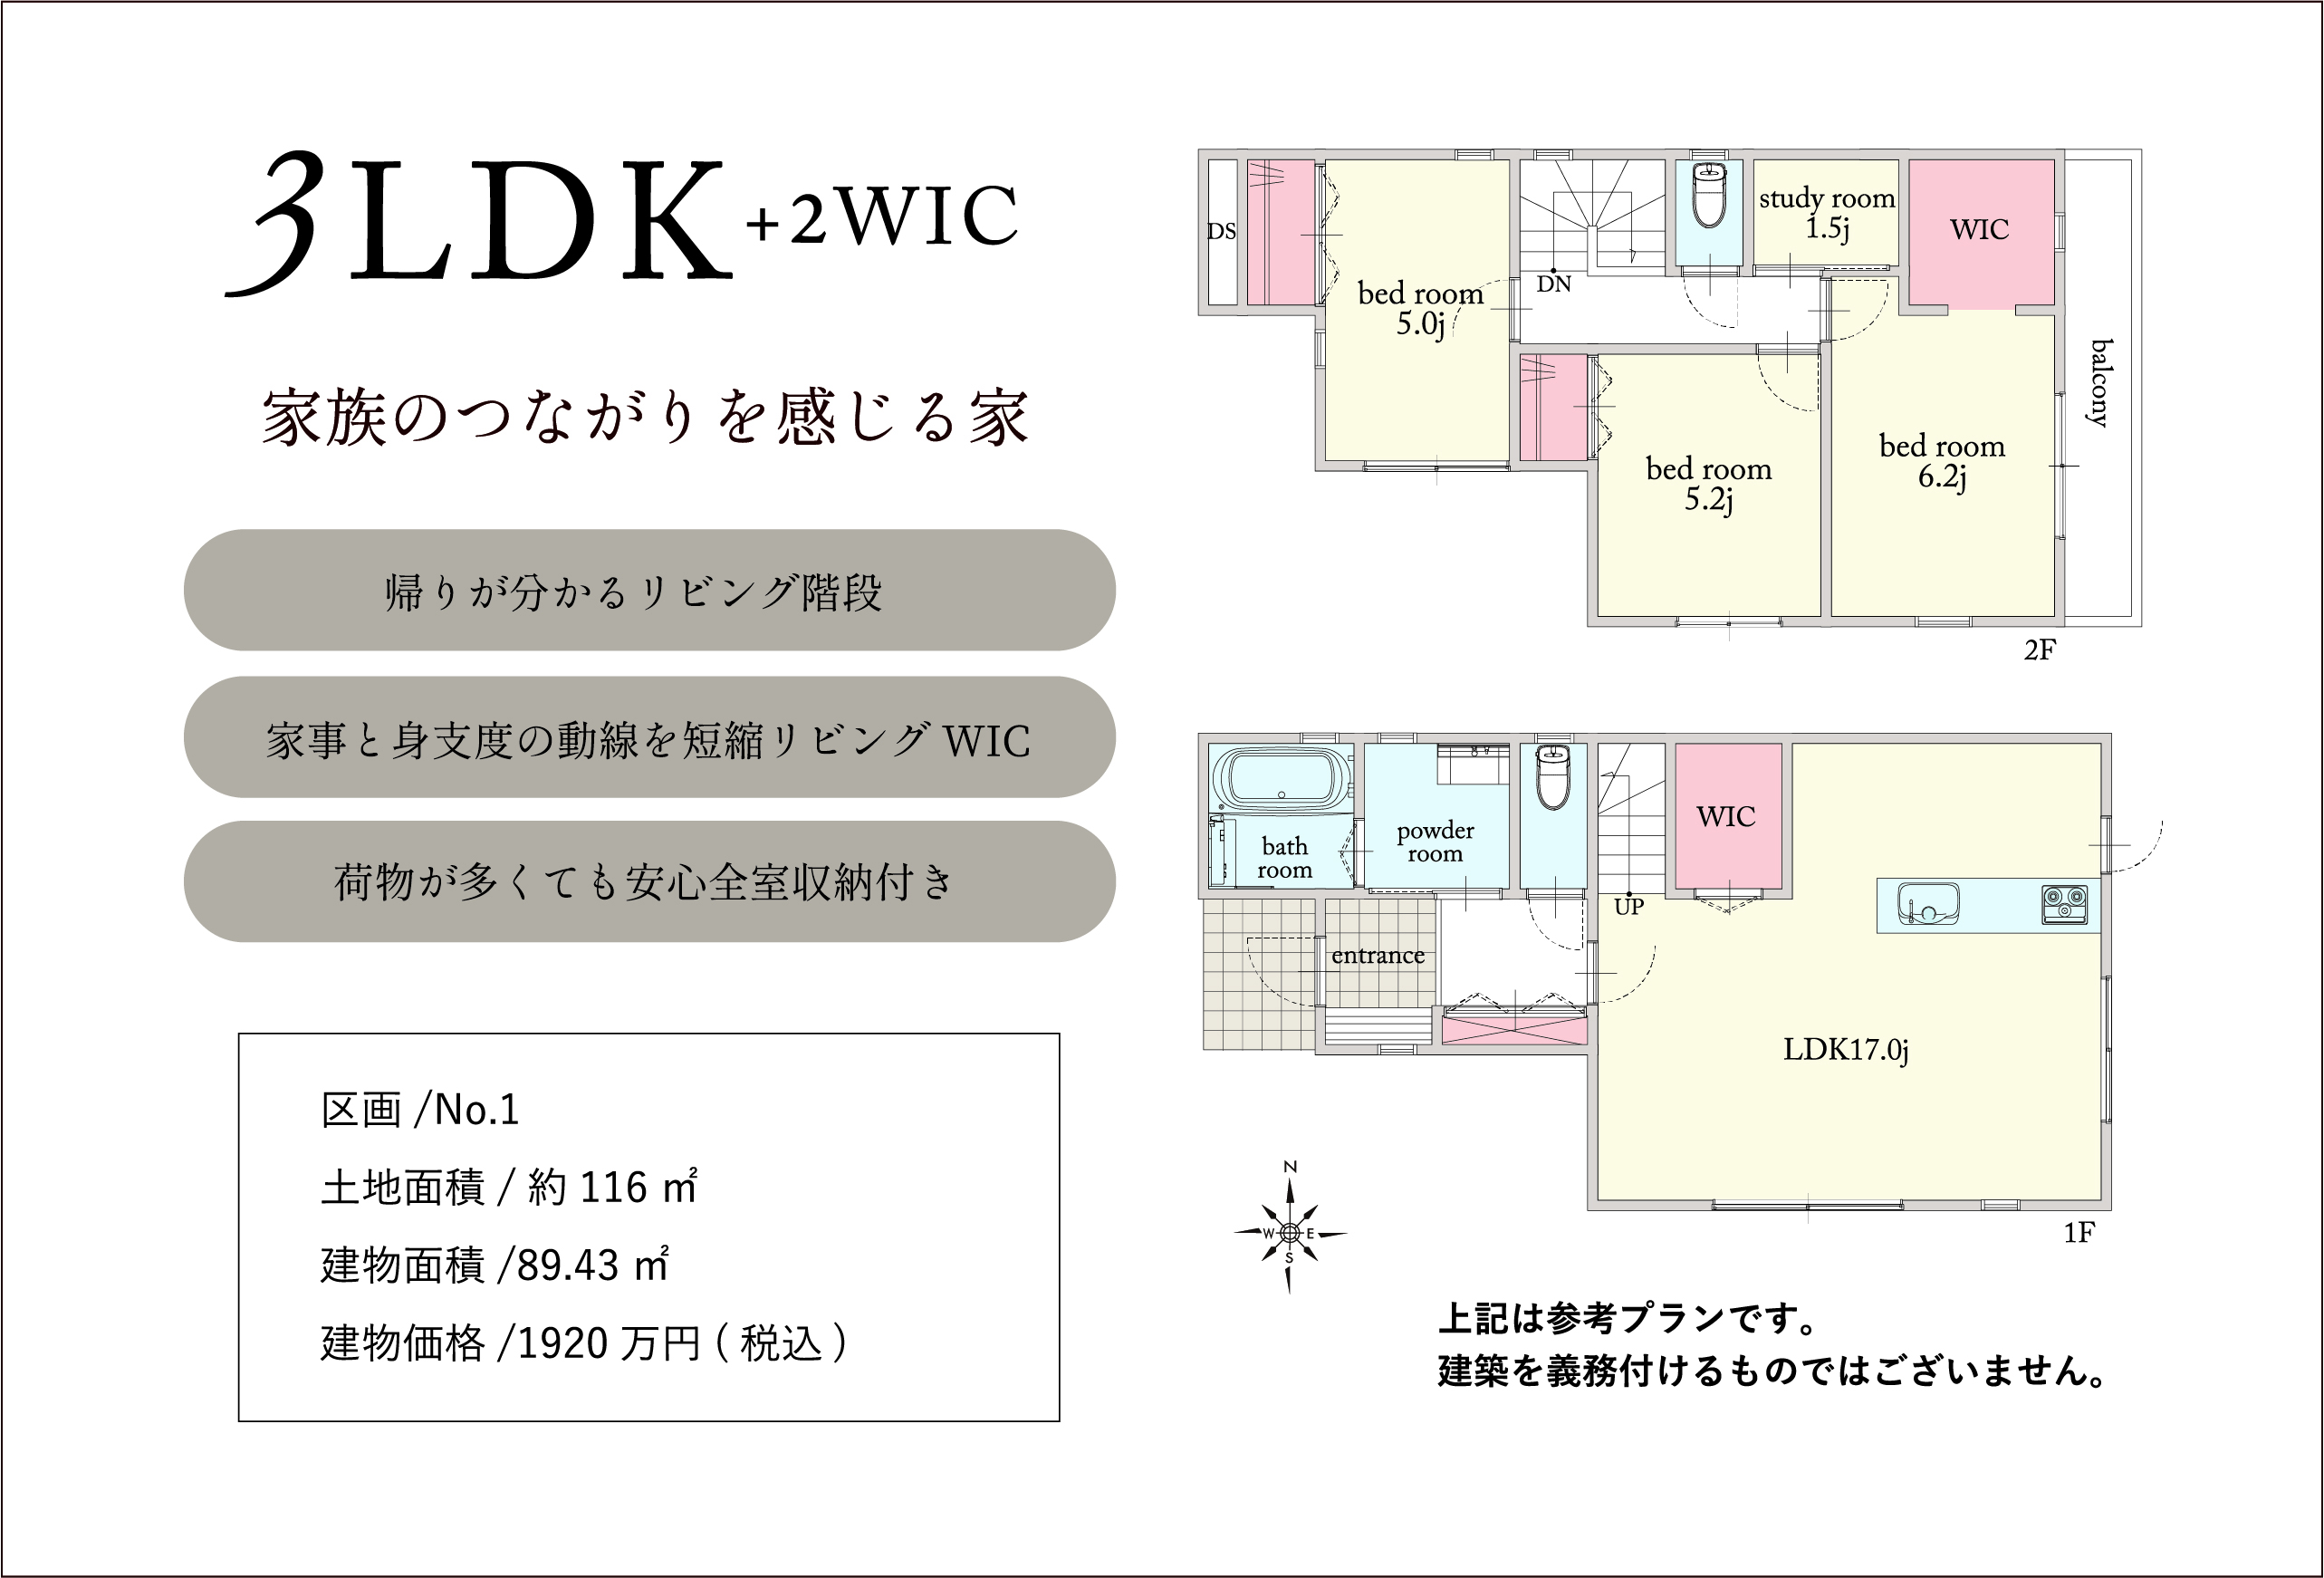 3LDK+2WIC
家族のつながりを感じる家
帰りが分かるリビング階段
家事と身支度の動線を短縮リビング WIC
荷物が多くても安心全室収納付き
区画 /No.1
土地面積 / 約 116 ㎡
建物面積 /89.43 ㎡
建物価格 /1920 万円 ( 税込 )
DS
bed room
5.0j
DN
study room
1.5j
WIC
bed room
5.2j
bed room
6.2j
balcony
2F
bath
room
powder
room
UP
WIC
entrance
LDK17.0j
1F
N
W
E
S
上記は参考プランです。
建築を義務付けるものではございません。